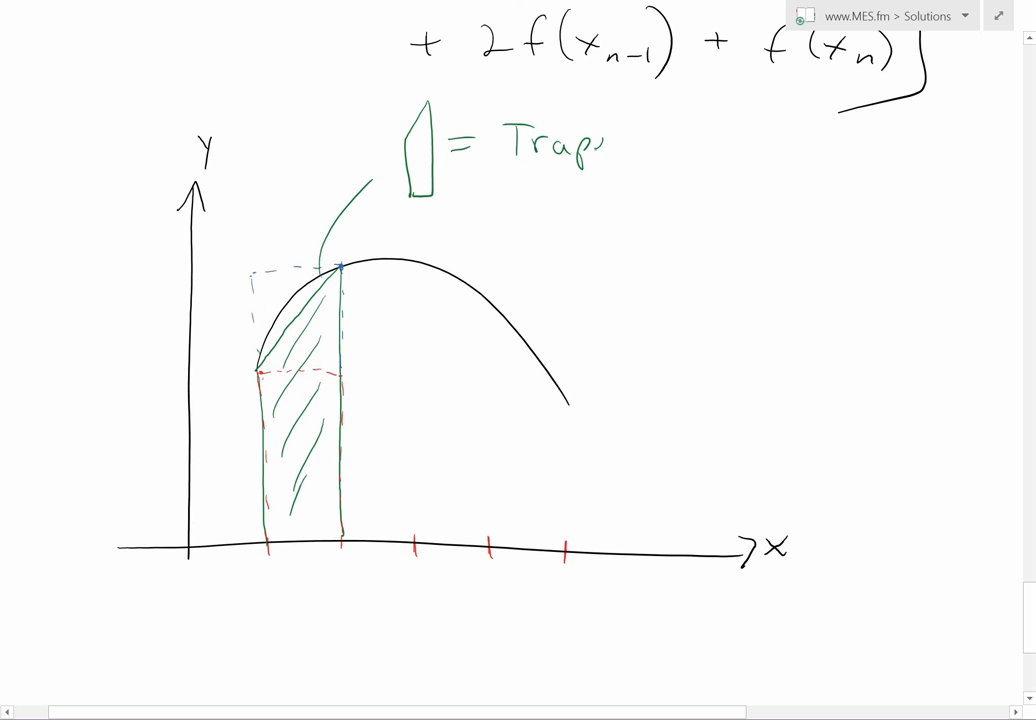 www.MES.fm > Solutions
+ 2f(xₙ₋₁) + f(xₙ)]
= Trap
y
x